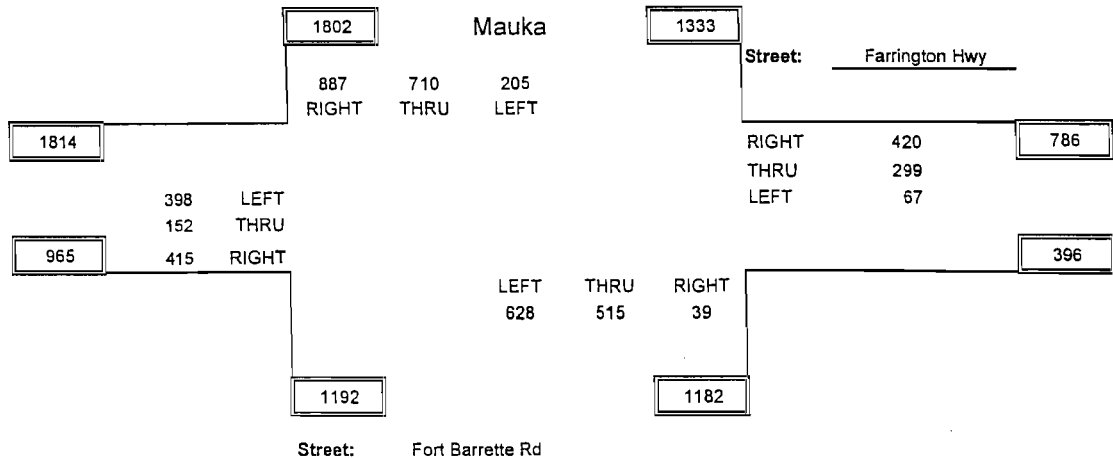 1802 Mauka 1333
Street: Farrington Hwy
887 710 205
RIGHT THRU LEFT
1814 RIGHT 420 786
THRU 299
398 LEFT LEFT 67
152 THRU
965 415 RIGHT 396
LEFT THRU RIGHT
628 515 39
1192 1182
Street: Fort Barrette Rd